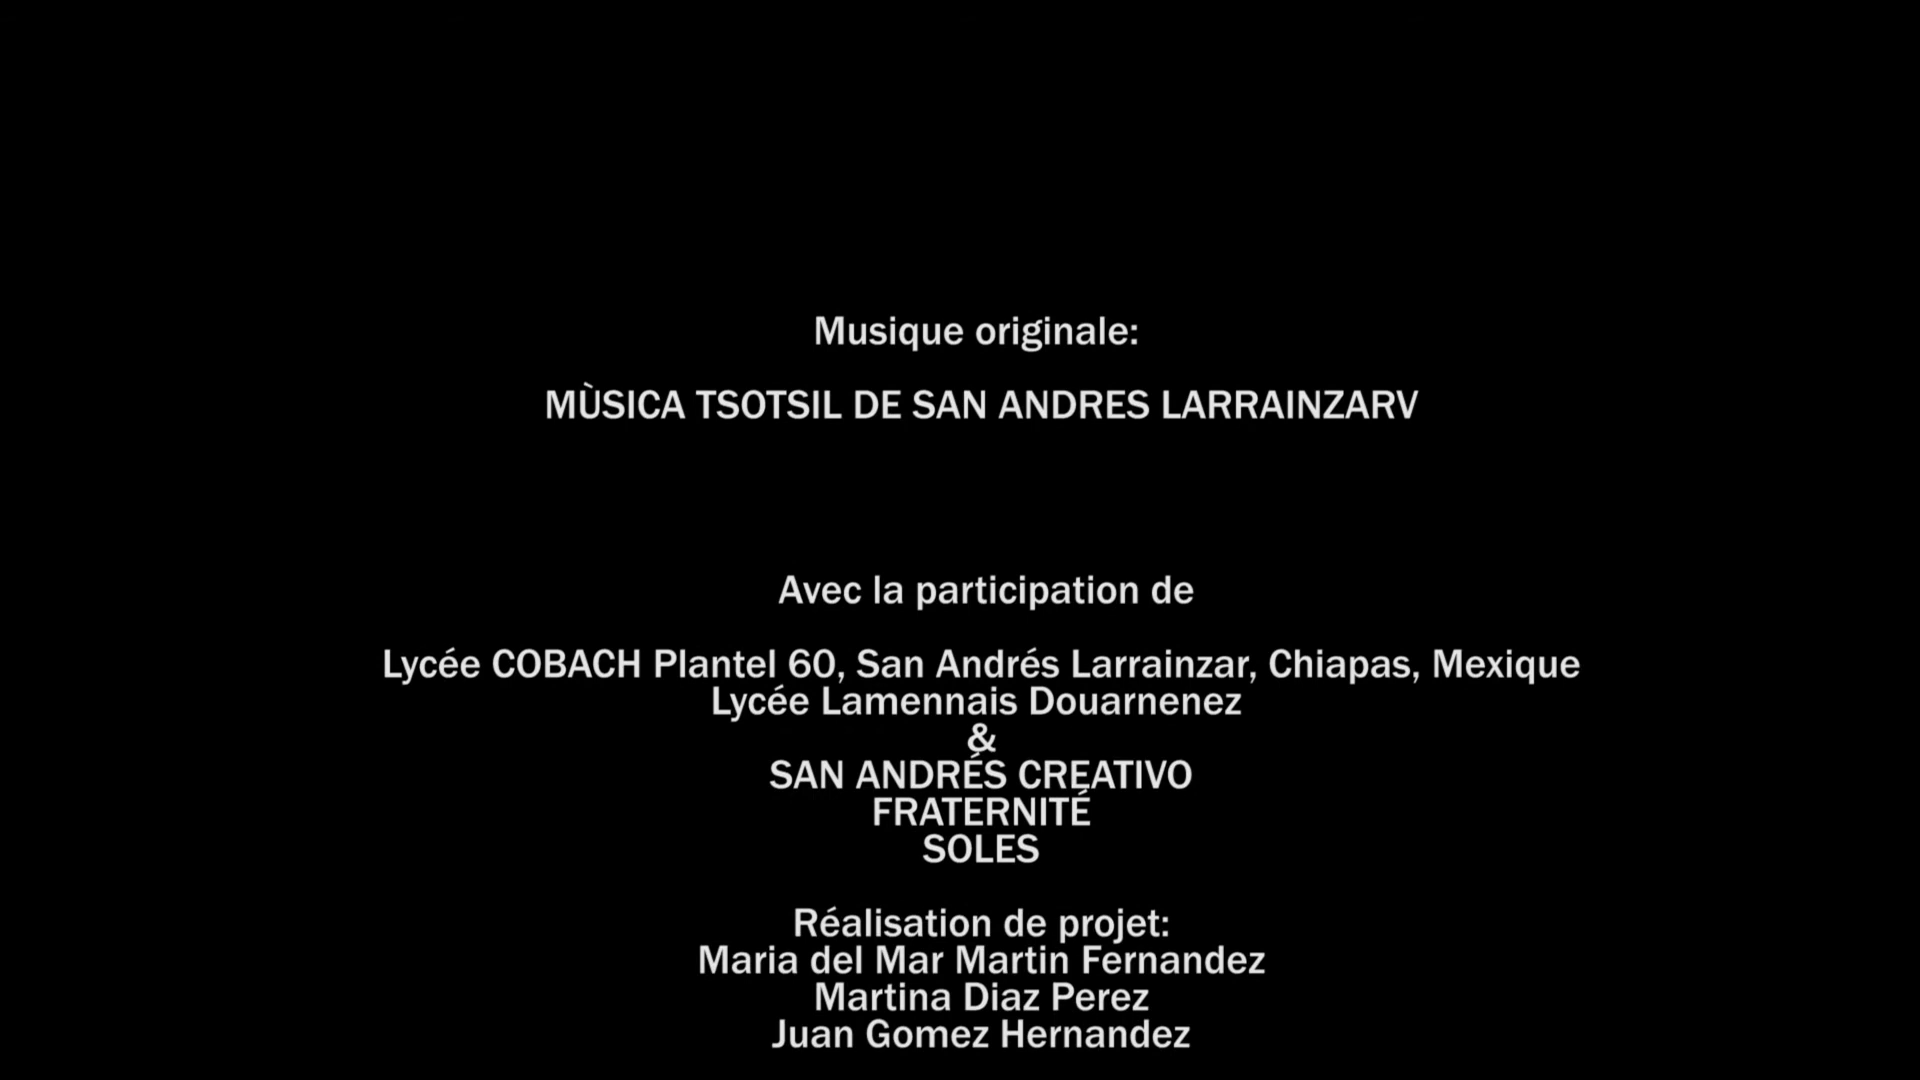 Musique originale:
MÙSICA TSOTSIL DE SAN ANDRES LARRAINZARV
Avec la participation de
Lycée COBACH Plantel 60, San Andrés Larrainzar, Chiapas, Mexique
Lycée Lamennais Douarnenez
&
SAN ANDRÉS CREATIVO
FRATERNITÉ
SOLES
Réalisation de projet:
Maria del Mar Martin Fernandez
Martina Diaz Perez
Juan Gomez Hernandez